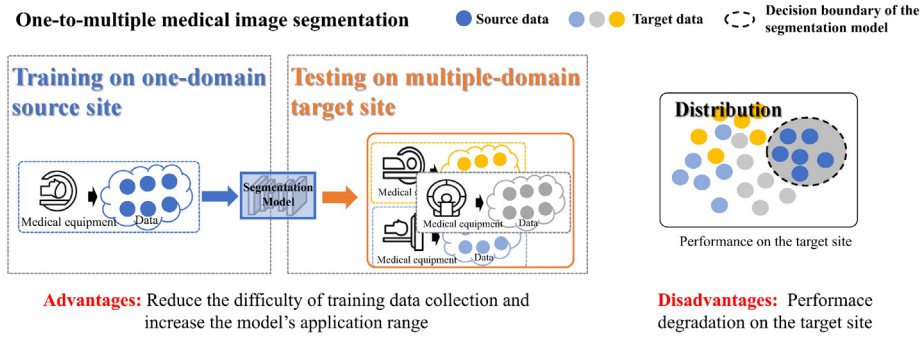 One-to-multiple medical image segmentation
Source data
Target data
Decision boundary of the
segmentation model
Training on one-domain
source site
Testing on multiple-domain
target site
Medical equipment
Data
Segmentation
Model
Medical
Medical equipment
Data
Medical equipment
Data
Distribution
Performance on the target site
Advantages: Reduce the difficulty of training data collection and
increase the model's application range
Disadvantages: Performace
degradation on the target site